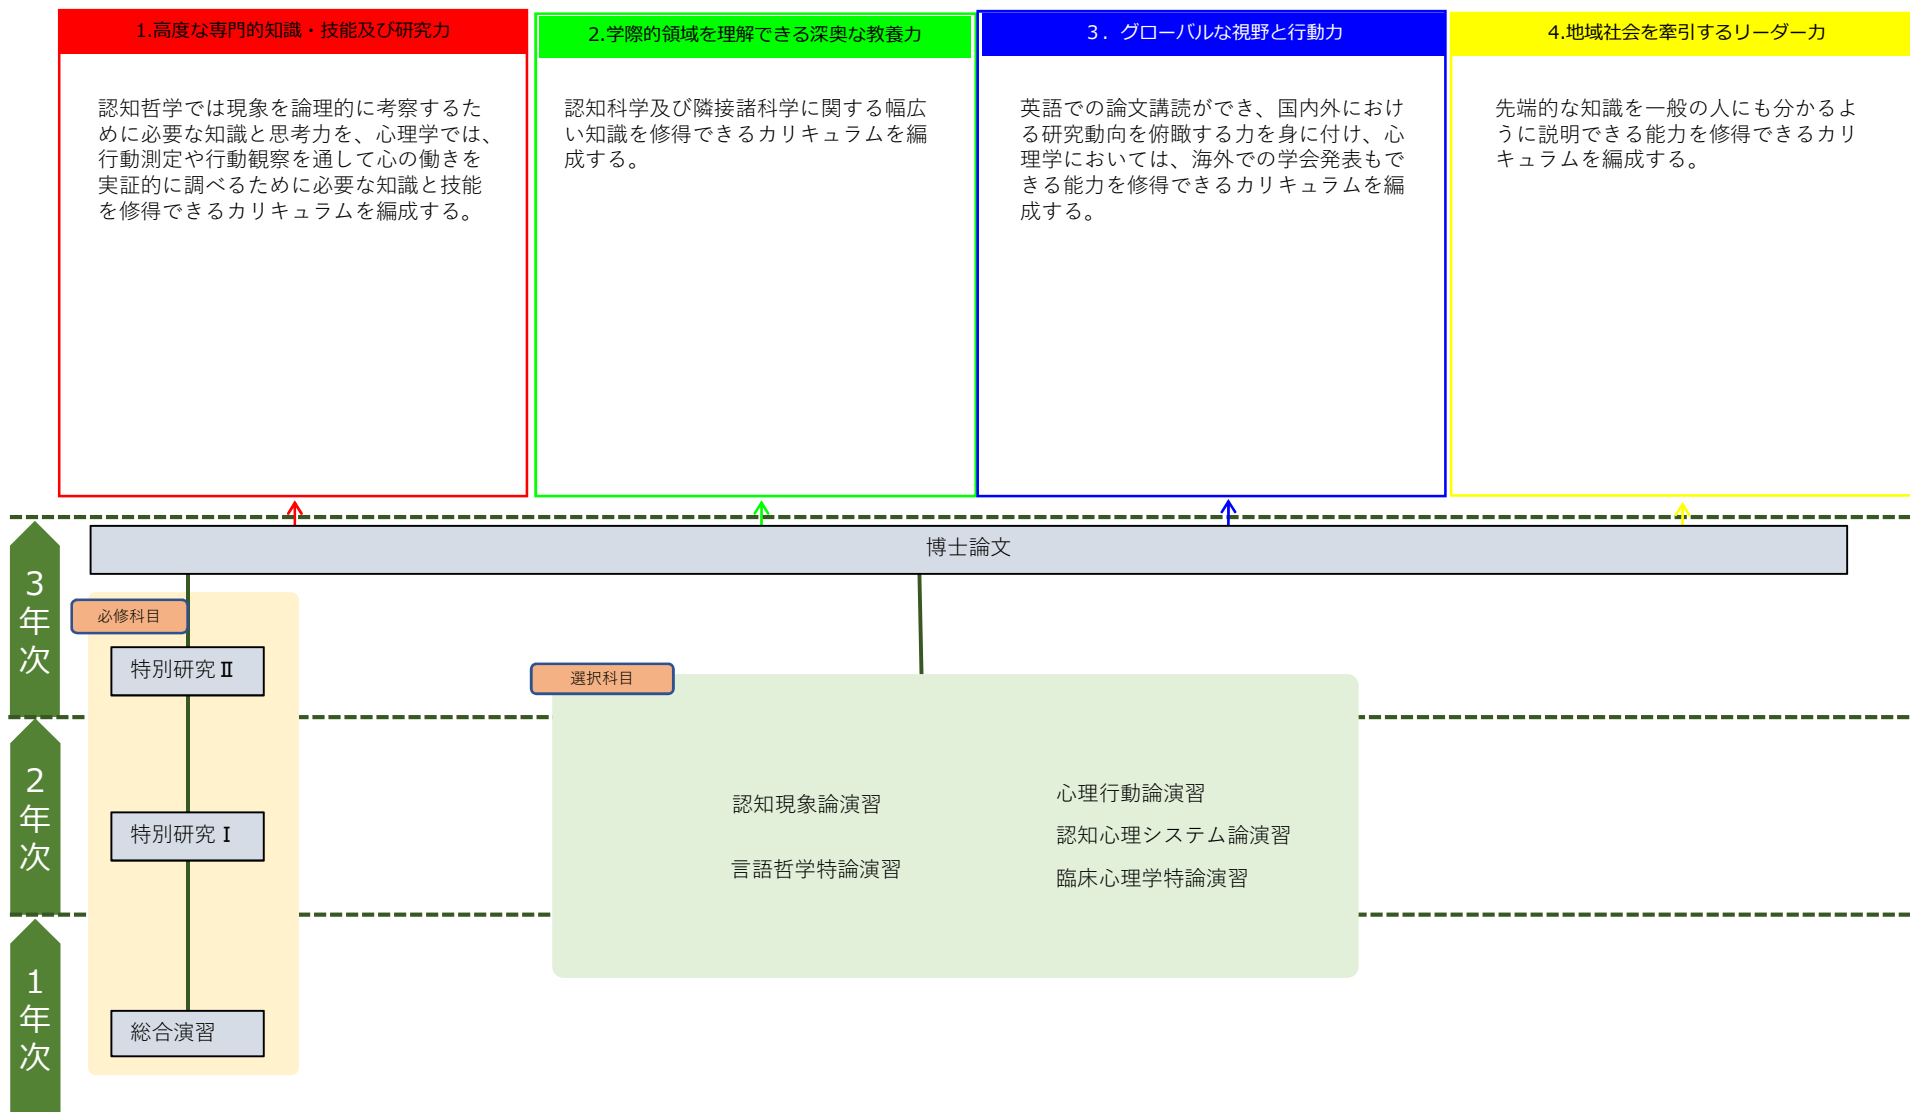 1.高度な専門的知識・技能及び研究力
認知哲学では現象を論理的に考察するた
めに必要な知識と思考力を、心理学では、
行動測定や行動観察を通して心の働きを
実証的に調べるために必要な知識と技能
を修得できるカリキュラムを編成する。
2.学際的領域を理解できる深奥な教養力
認知科学及び隣接諸科学に関する幅広
い知識を修得できるカリキュラムを編
成する。
3．グローバルな視野と行動力
英語での論文講読ができ、国内外におけ
る研究動向を俯瞰する力を身に付け、心
理学においては、海外での学会発表もで
きる能力を修得できるカリキュラムを編
成する。
4.地域社会を牽引するリーダー力
先端的な知識を一般の人にも分かるよ
うに説明できる能力を修得できるカリ
キュラムを編成する。
博士論文
3年次
必修科目
特別研究Ⅱ
選択科目
2年次
特別研究Ⅰ
認知現象論演習
言語哲学特論演習
心理行動論演習
認知心理システム論演習
臨床心理学特論演習
1年次
総合演習